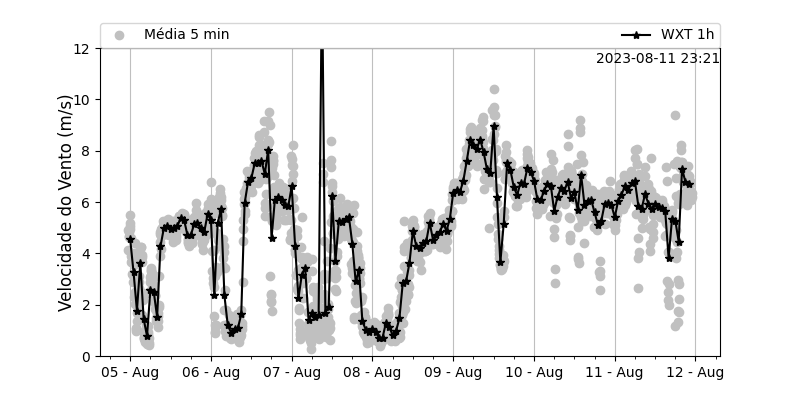 Média 5 min
WXT 1h
2023-08-11 23:21
12
10
8
6
4
2
0
Velocidade do Vento (m/s)
05 - Aug
06 - Aug
07 - Aug
08 - Aug
09 - Aug
10 - Aug
11 - Aug
12 - Aug